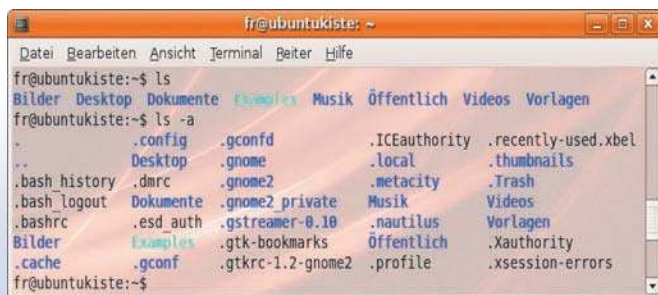 fr@ubuntukiste: ~
Datei Bearbeiten Ansicht Terminal Reiter Hilfe
fr@ubuntukiste:~$ ls
Bilder Desktop Dokumente Examples Musik Öffentlich Videos Vorlagen
fr@ubuntukiste:~$ ls -a
. .config .gconfd .ICEauthority .recently-used.xbel
.. Desktop .gnome .local .thumbnails
.bash_history .dmrc .gnome2 .metacity .Trash
.bash_logout Dokumente .gnome2_private Musik Videos
.bashrc .esd_auth .gstreamer-0.10 .nautilus Vorlagen
Bilder Examples .gtk-bookmarks Öffentlich .Xauthority
.cache .gconf .gtkrc-1.2-gnome2 .profile .xsession-errors
fr@ubuntukiste:~$